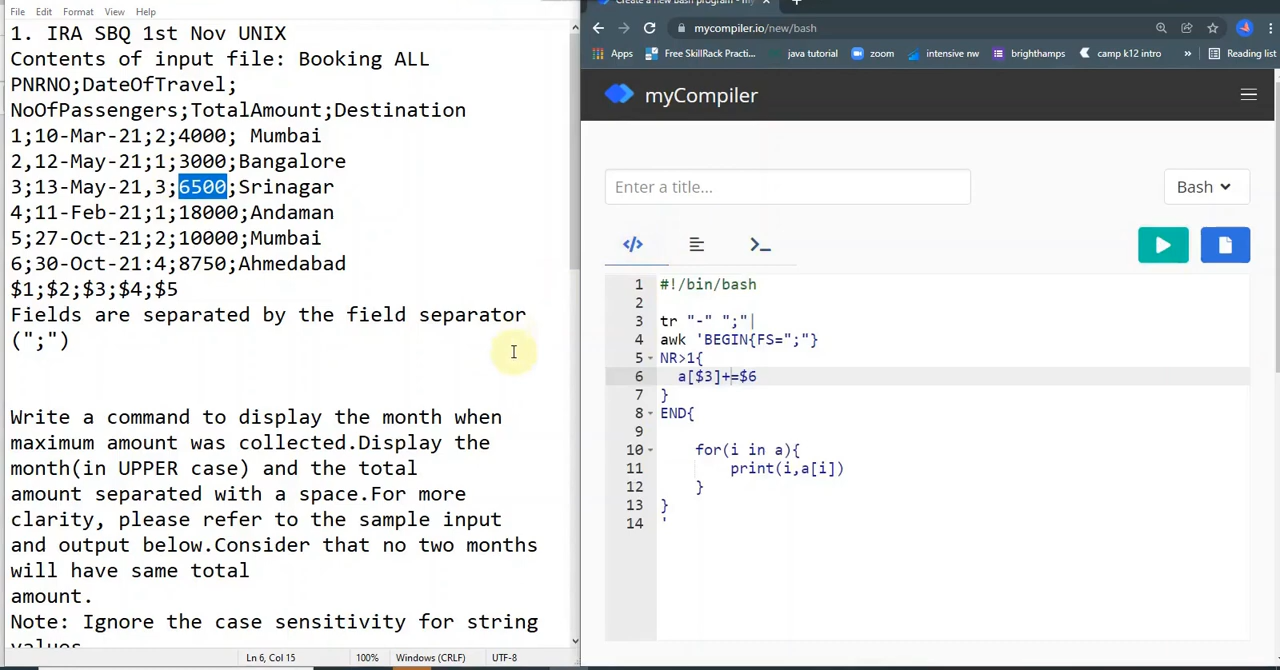 File Edit Format View Help
1. IRA SBQ 1st Nov UNIX
Contents of input file: Booking ALL
PNRNO;DateOfTravel;
NoOfPassengers;TotalAmount;Destination
1;10-Mar-21;2;4000; Mumbai
2,12-May-21;1;3000;Bangalore
3;13-May-21,3;6500;Srinagar
4;11-Feb-21;1;18000;Andaman
5;27-Oct-21;2;10000;Mumbai
6;30-Oct-21:4;8750;Ahmedabad
$1;$2;$3;$4;$5
Fields are separated by the field separator
(";")
Write a command to display the month when
maximum amount was collected.Display the
month(in UPPER case) and the total
amount separated with a space.For more
clarity, please refer to the sample input
and output below.Consider that no two months
will have same total
amount.
Note: Ignore the case sensitivity for string
values
Ln 6, Col 15 100% Windows (CRLF) UTF-8
Create a new Bash program - my
mycompiler.io/new/bash
Apps Free SkillRack Practi... java tutorial zoom intensive nw brighthamps camp k12 intro » Reading list
myCompiler
Enter a title... Bash
</> >_
1 #!/bin/bash
2
3 tr "-" ";"|
4 awk 'BEGIN{FS=";"}
5 NR>1{
6 a[$3]+=$6
7 }
8 END{
9
10 for(i in a){
11 print(i,a[i])
12 }
13 }
14 '